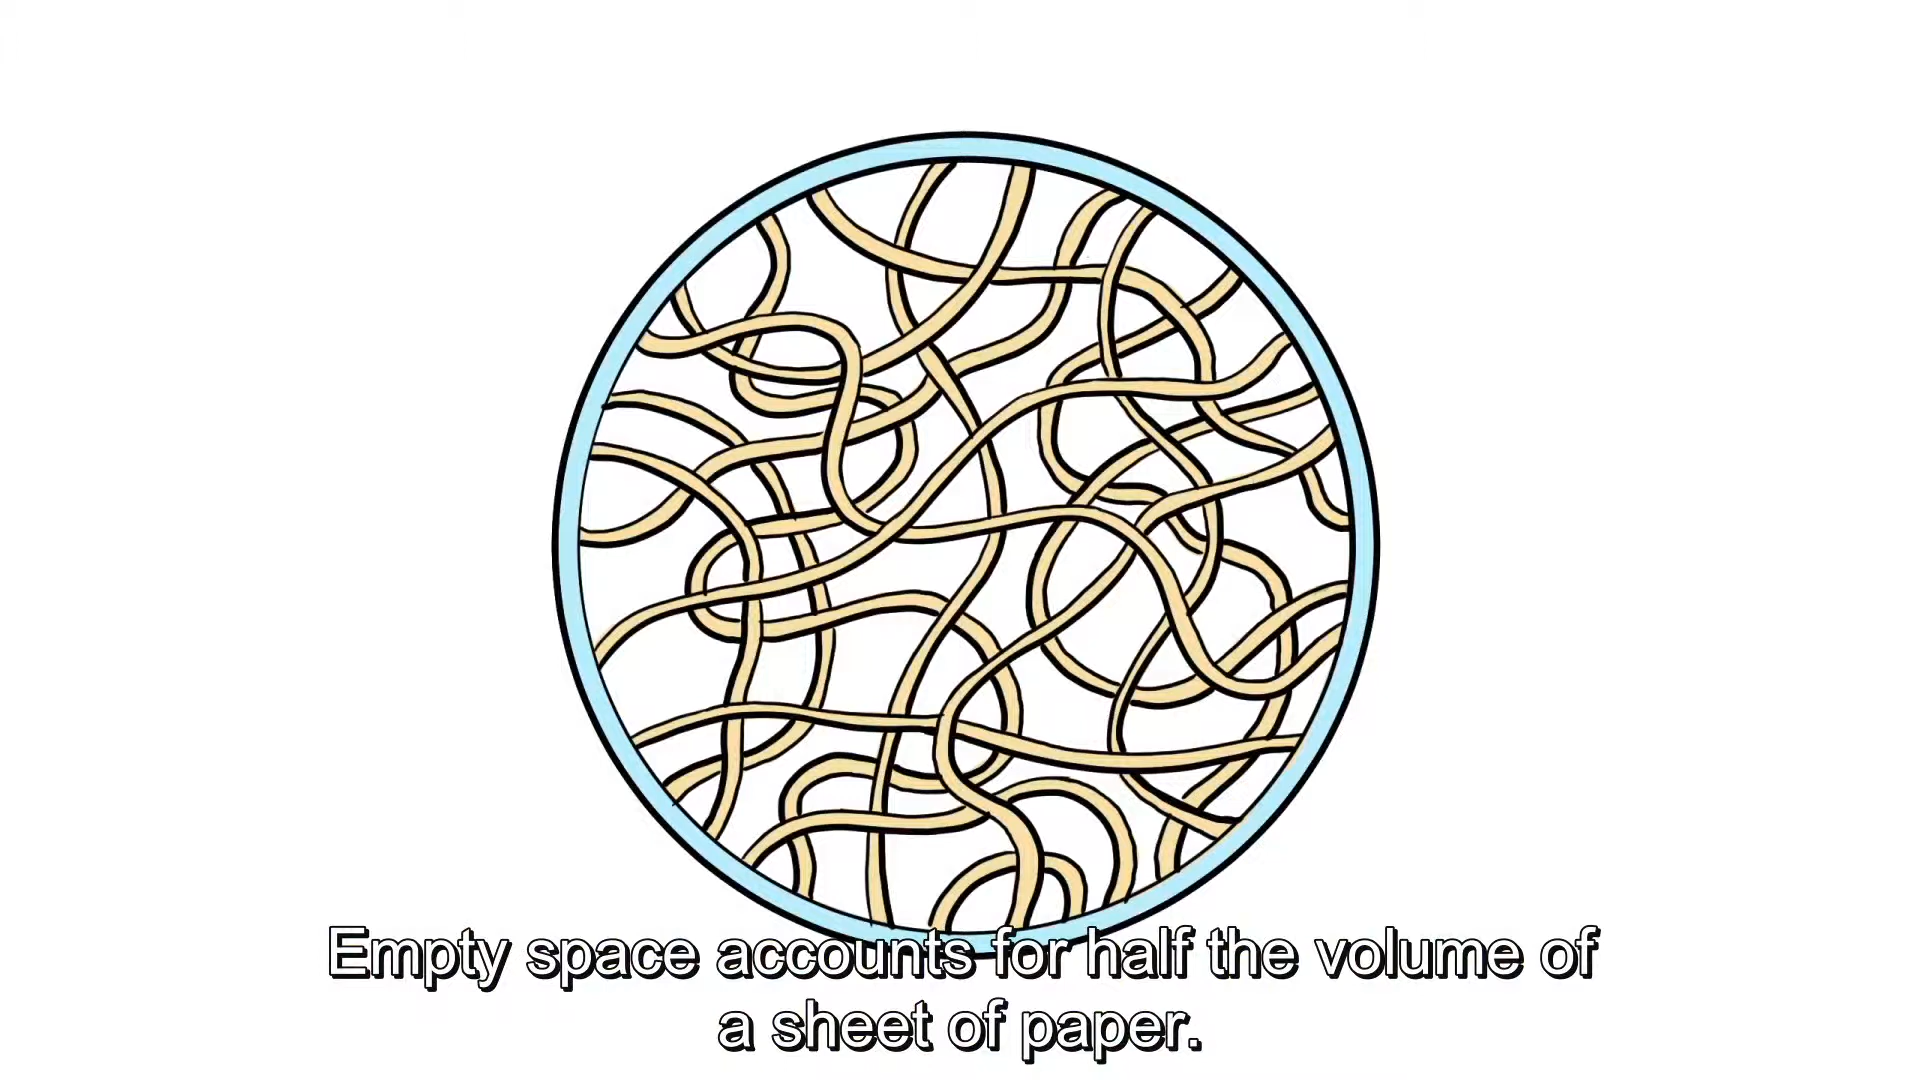 Empty space accounts for half the volume of
a sheet of paper.